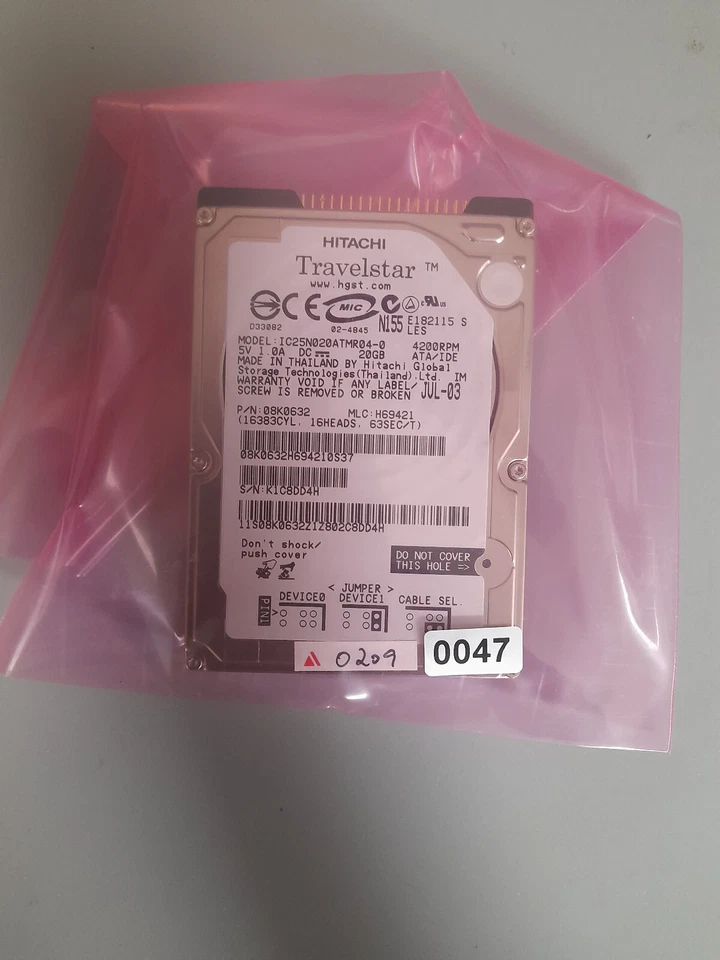 HITACHI
Travelstar ™
www.hgst.com
CE MIC c UL us
D33082 02-4845 N155 E182115 S
LES
MODEL:IC25N020ATMR04-0 4200RPM
5V 1.0A DC 20GB ATA/IDE
MADE IN THAILAND BY Hitachi Global
Storage Technologies(Thailand).Ltd. IM
WARRANTY VOID IF ANY LABEL/ JUL-03
SCREW IS REMOVED OR BROKEN
P/N:08K0632 MLC:H69421
(16383CYL, 16HEADS, 63SEC/T)
08K0632H694210S37
S/N:K1C8DD4H
11S08K0632Z1Z802C8DD4H
Don't shock/
push cover
DO NOT COVER
THIS HOLE =>
< JUMPER >
DEVICE0 DEVICE1 CABLE SEL.
PIN1
0209
0047